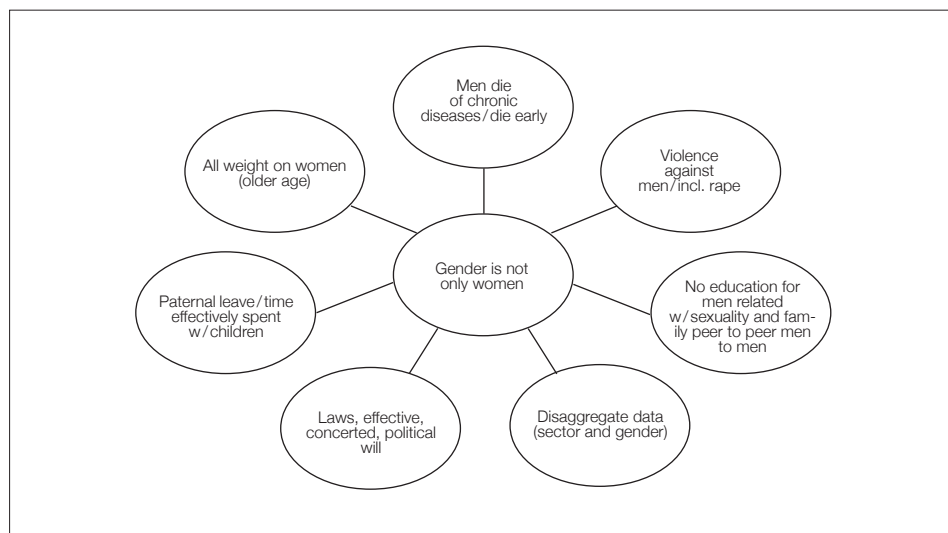 Men die
of chronic
diseases/die early
All weight on women
(older age)
Violence
against
men/incl. rape
Gender is not
only women
Paternal leave/time
effectively spent
w/children
No education for
men related
w/sexuality and fam-
ily peer to peer men
to men
Laws, effective,
concerted, political
will
Disaggregate data
(sector and gender)